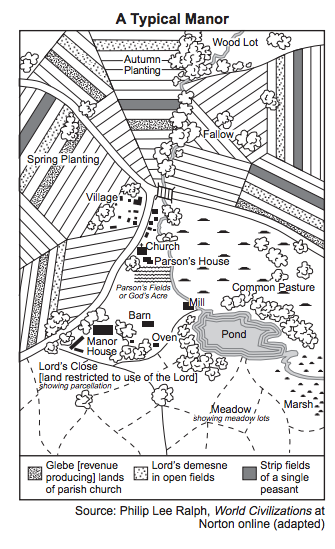 A Typical Manor
Wood Lot
Autumn
Planting
Fallow
Spring Planting
Village
Church
Parson's House
Parson's Fields
or God's Acre
Common Pasture
Mill
Barn
Pond
Manor
House
Oven
Lord's Close
[land restricted to use of the Lord]
showing parcellation
Marsh
Meadow
showing meadow lots
Glebe [revenue
producing] lands
of parish church
Lord's demesne
in open fields
Strip fields
of a single
peasant
Source: Philip Lee Ralph, World Civilizations at
Norton online (adapted)